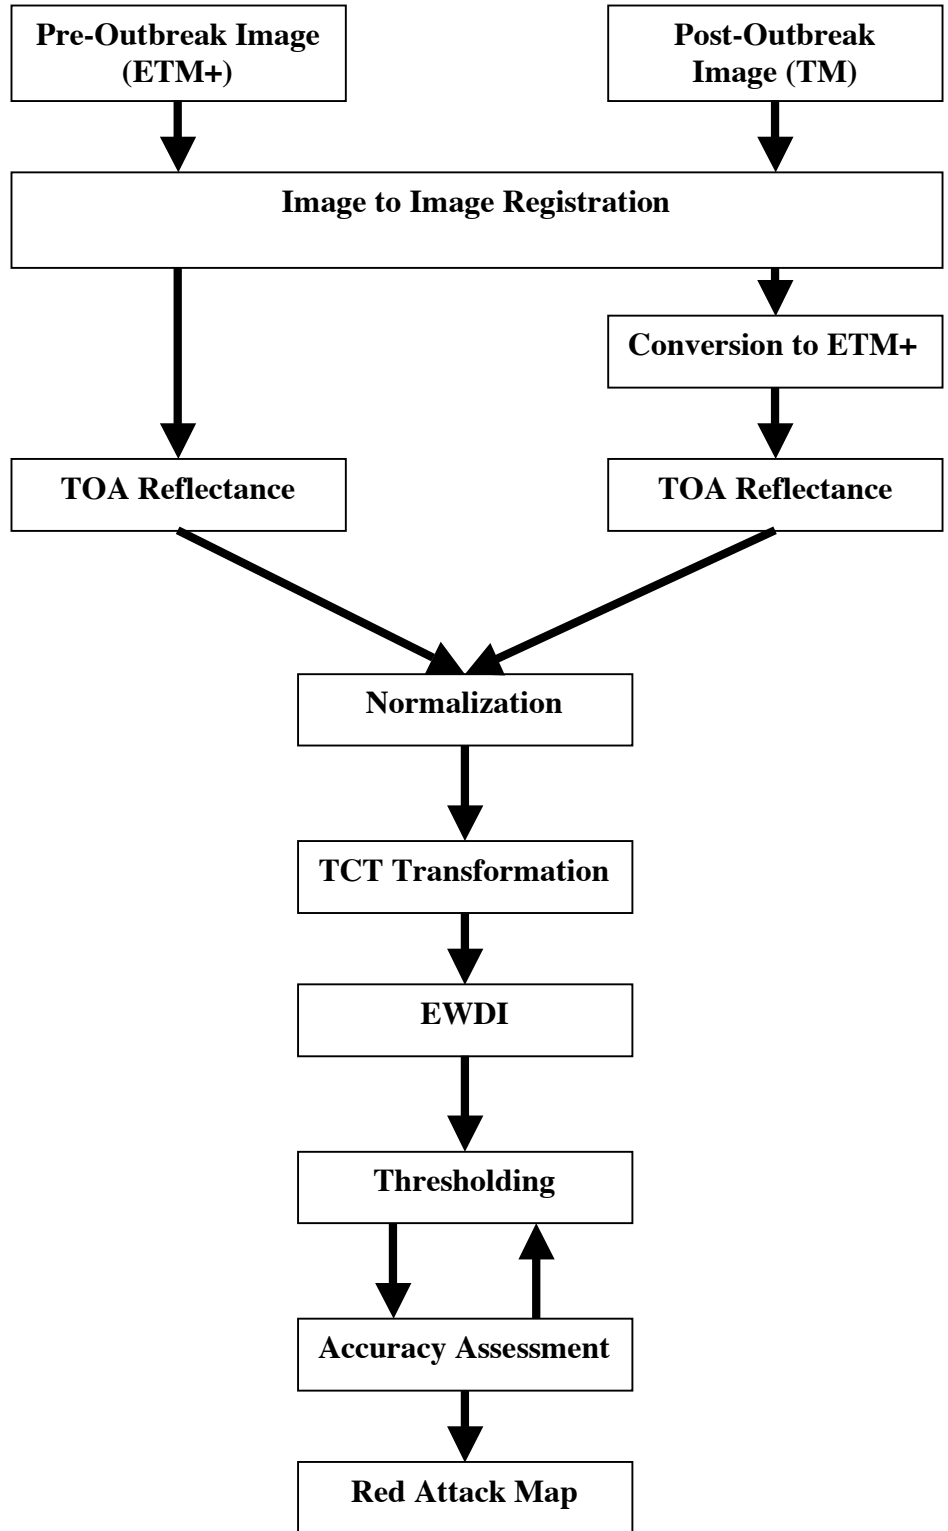 Pre-Outbreak Image
(ETM+)
Post-Outbreak
Image (TM)
Image to Image Registration
Conversion to ETM+
TOA Reflectance
TOA Reflectance
Normalization
TCT Transformation
EWDI
Thresholding
Accuracy Assessment
Red Attack Map